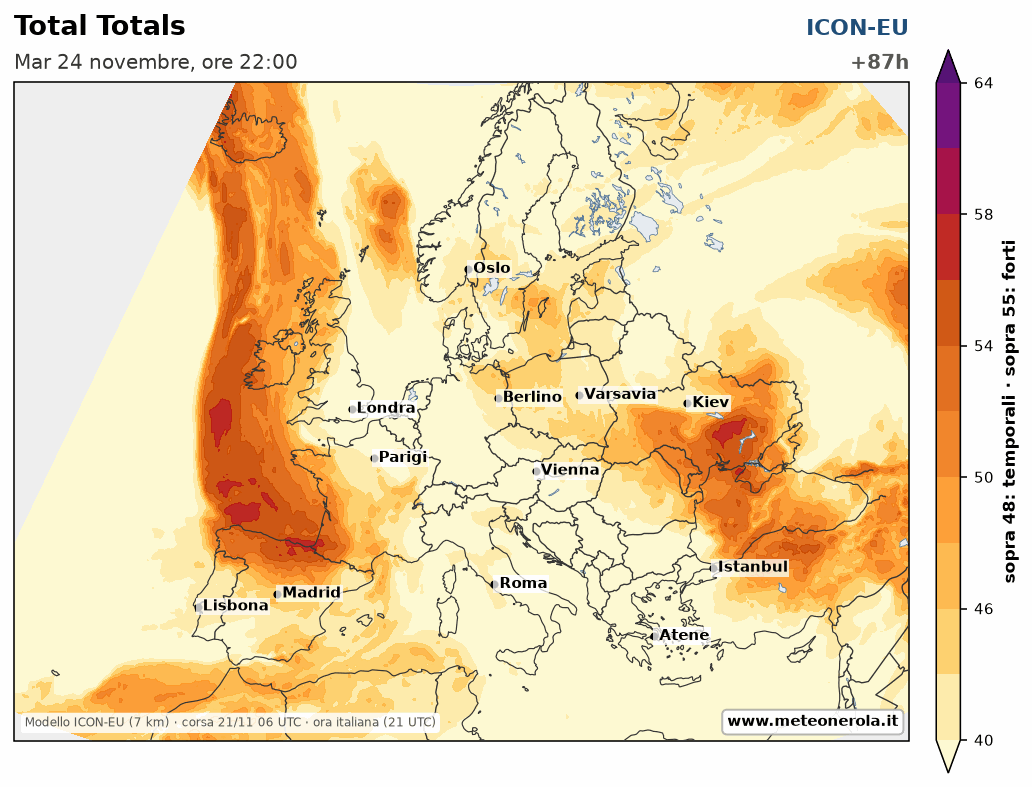 Total Totals
ICON-EU
Mar 24 novembre, ore 22:00
+87h
64
58
54
50
46
40
sopra 48: temporali · sopra 55: forti
Oslo
Berlino
Varsavia
Kiev
Londra
Parigi
Vienna
Istanbul
Roma
Madrid
Lisbona
Atene
Modello ICON-EU (7 km) · corsa 21/11 06 UTC · ora italiana (21 UTC)
www.meteonerola.it